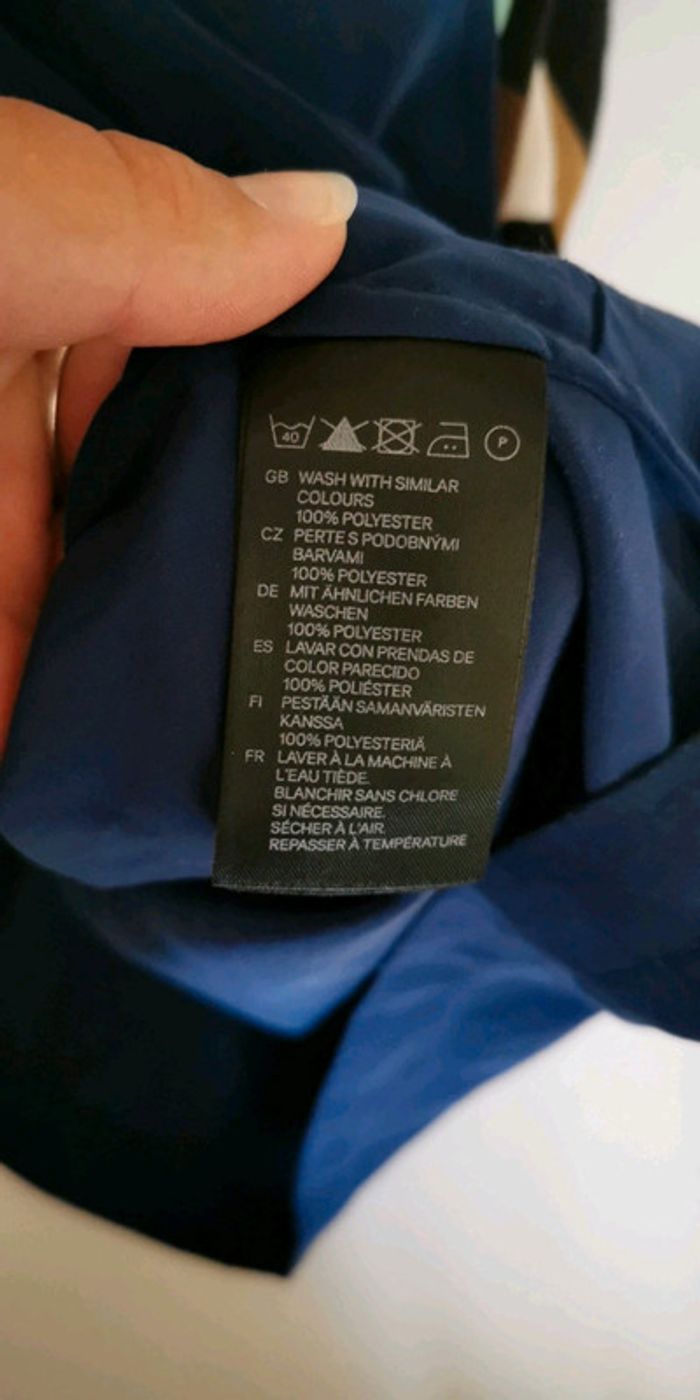 40 P
GB WASH WITH SIMILAR
COLOURS
100% POLYESTER
CZ PERTE S PODOBNÝMI
BARVAMI
100% POLYESTER
DE MIT ÄHNLICHEN FARBEN
WASCHEN
100% POLYESTER
ES LAVAR CON PRENDAS DE
COLOR PARECIDO
100% POLIÉSTER
FI PESTÄÄN SAMANVÄRISTEN
KANSSA
100% POLYESTERIÄ
FR LAVER À LA MACHINE À
L'EAU TIÈDE.
BLANCHIR SANS CHLORE
SI NÉCESSAIRE.
SÉCHER À L'AIR.
REPASSER À TEMPÉRATURE